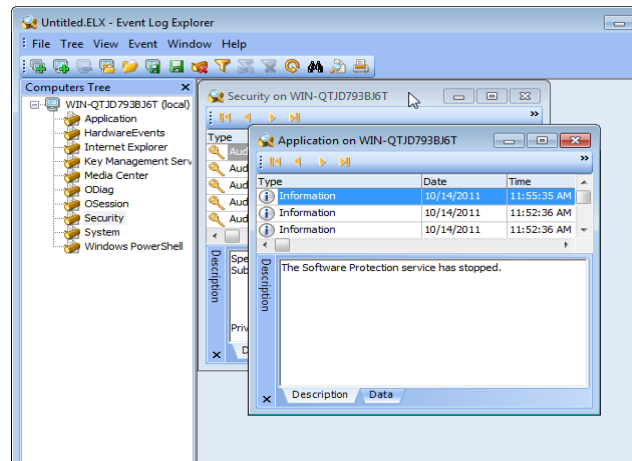 Untitled.ELX - Event Log Explorer
File Tree View Event Window Help
Computers Tree
WIN-QTJD793BJ6T (local)
Application
HardwareEvents
Internet Explorer
Key Management Serv
Media Center
ODiag
OSession
Security
System
Windows PowerShell
Security on WIN-QTJD793BJ6T
Type
Aud
Aud
Aud
Aud
Aud
Description
Spe
Sub
Priv
D
Application on WIN-QTJD793BJ6T
Type Date Time
Information 10/14/2011 11:55:35 AM
Information 10/14/2011 11:52:36 AM
Information 10/14/2011 11:52:36 AM
Description
The Software Protection service has stopped.
Description Data